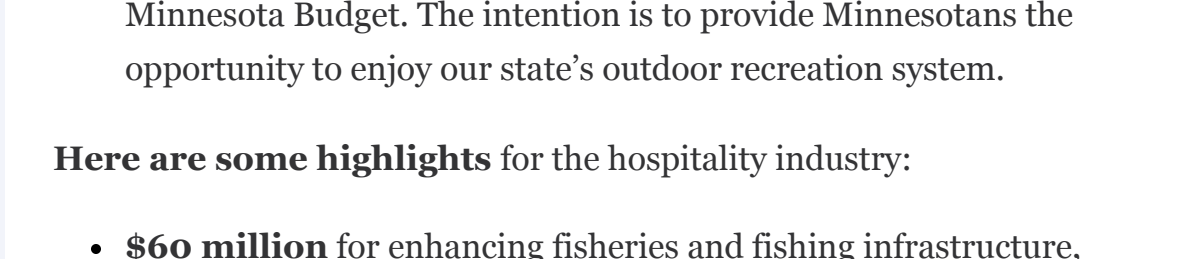 Minnesota Budget. The intention is to provide Minnesotans the
opportunity to enjoy our state’s outdoor recreation system.
Here are some highlights for the hospitality industry:
• $60 million for enhancing fisheries and fishing infrastructure,